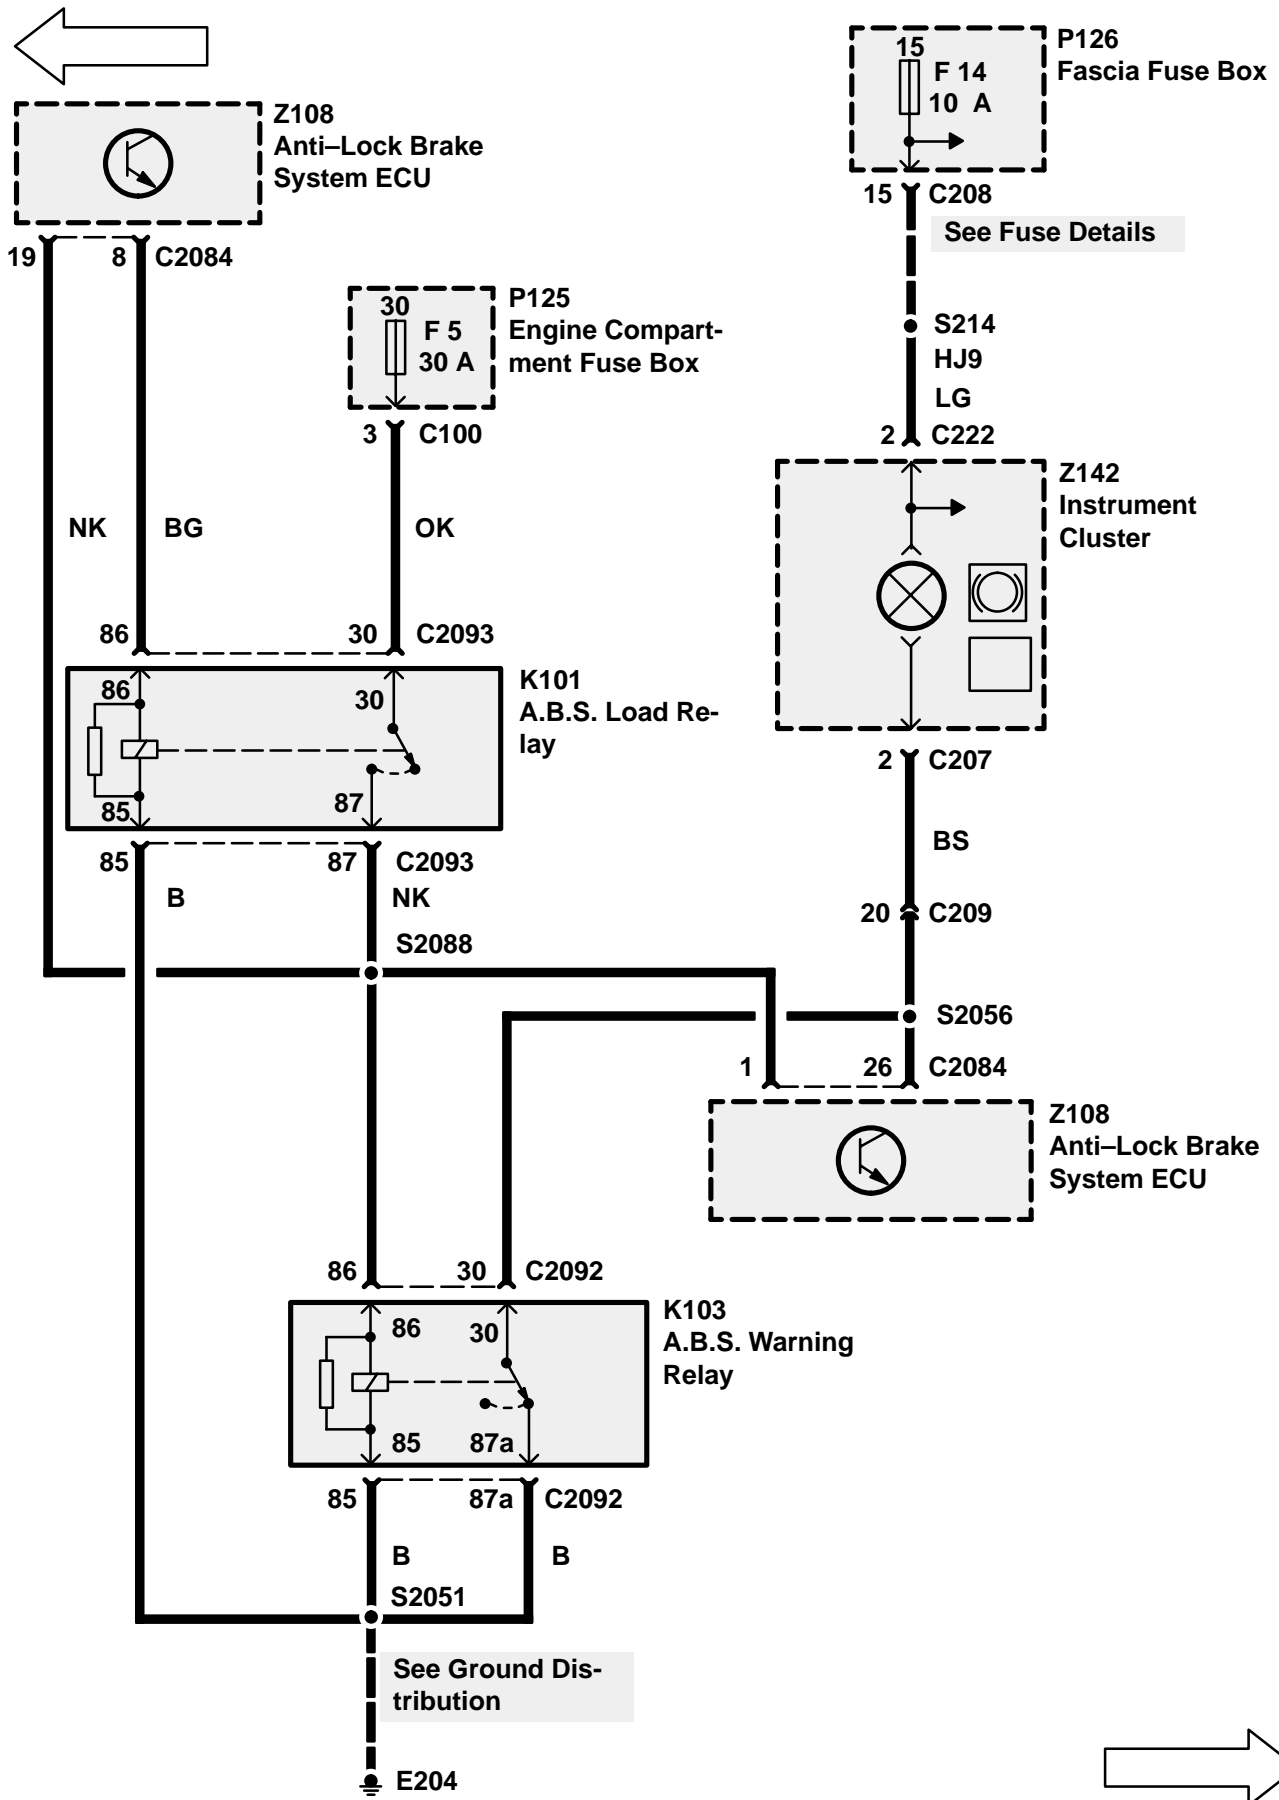 15
F 14
10 A
P126
Fascia Fuse Box
Z108
Anti–Lock Brake
System ECU
15
C208
See Fuse Details
19
8
C2084
30
F 5
30 A
P125
Engine Compart-
ment Fuse Box
S214
HJ9
LG
3
C100
2
C222
NK
BG
OK
Z142
Instrument
Cluster
86
30
C2093
86
30
K101
A.B.S. Load Re-
lay
85
87
2
C207
85
87
C2093
BS
B
NK
20
C209
S2088
S2056
1
26
C2084
Z108
Anti–Lock Brake
System ECU
86
30
C2092
86
30
K103
A.B.S. Warning
Relay
85
87a
85
87a
C2092
B
B
S2051
See Ground Dis-
tribution
E204